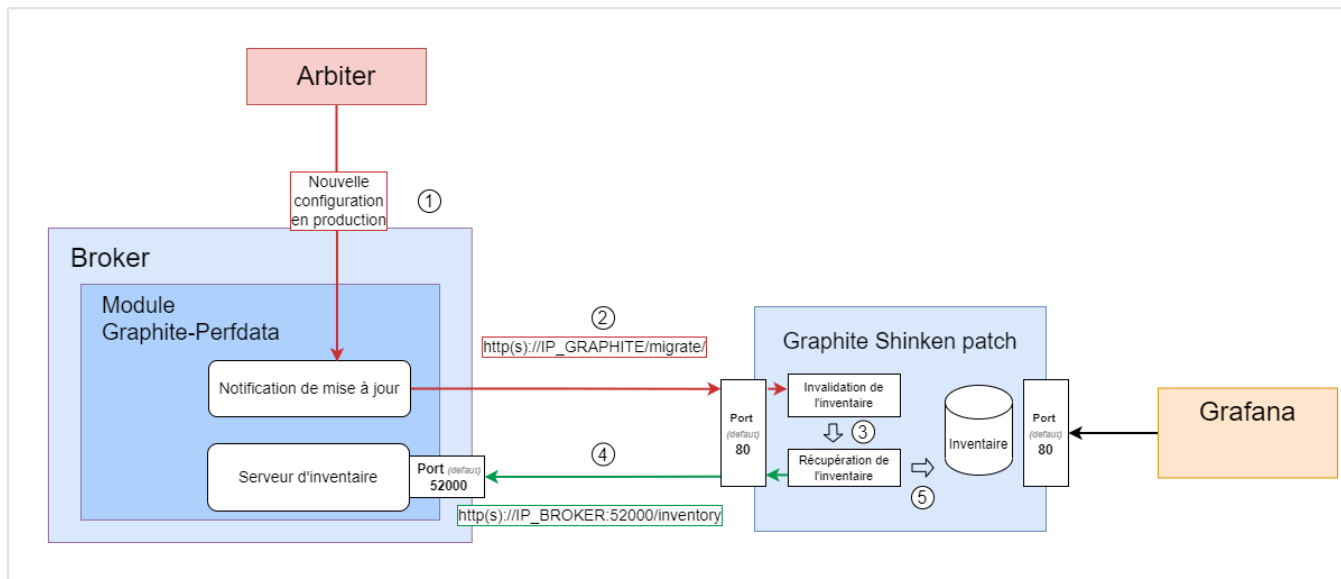 Arbiter
Nouvelle
configuration
en production
①
Broker
Module
Graphite-Perfdata
Notification de mise à jour
Serveur d'inventaire
Port (defaut)
52000
②
http(s)://IP_GRAPHITE/migrate/
④
http(s)://IP_BROKER:52000/inventory
Graphite Shinken patch
Port
(defaut)
80
Invalidation de
l'inventaire
③
Récupération de
l'inventaire
⑤
Inventaire
Port
(defaut)
80
Grafana